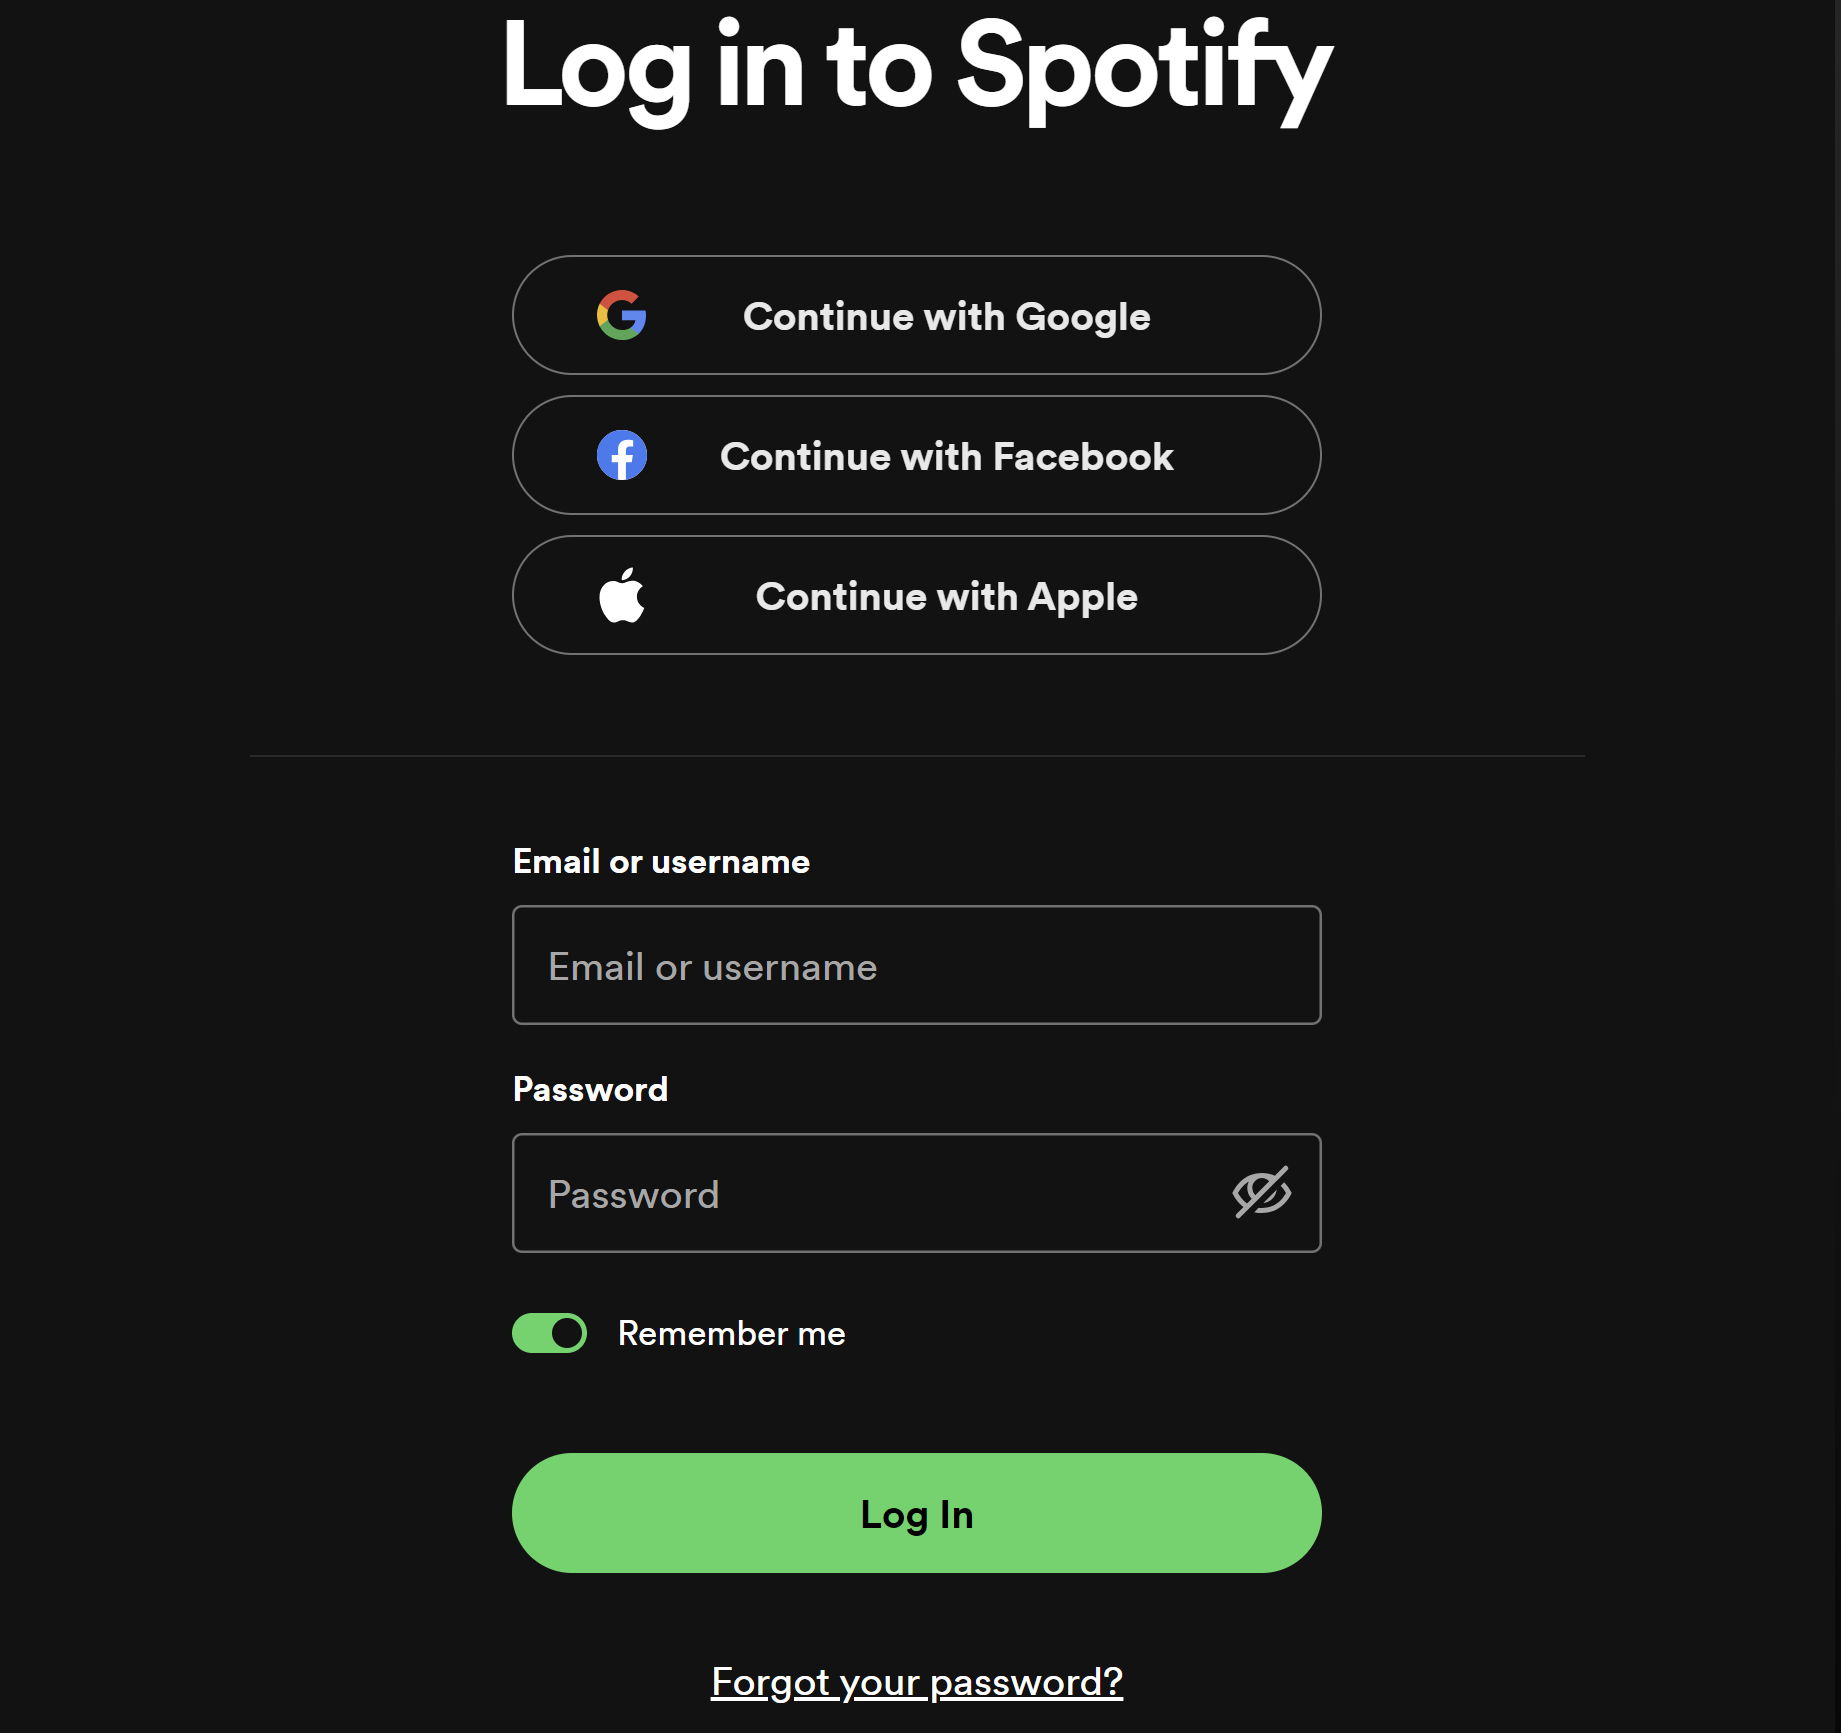 Log in to Spotify
Continue with Google
Continue with Facebook
Continue with Apple
Email or username
Email or username
Password
Password
Remember me
Log In
Forgot your password?